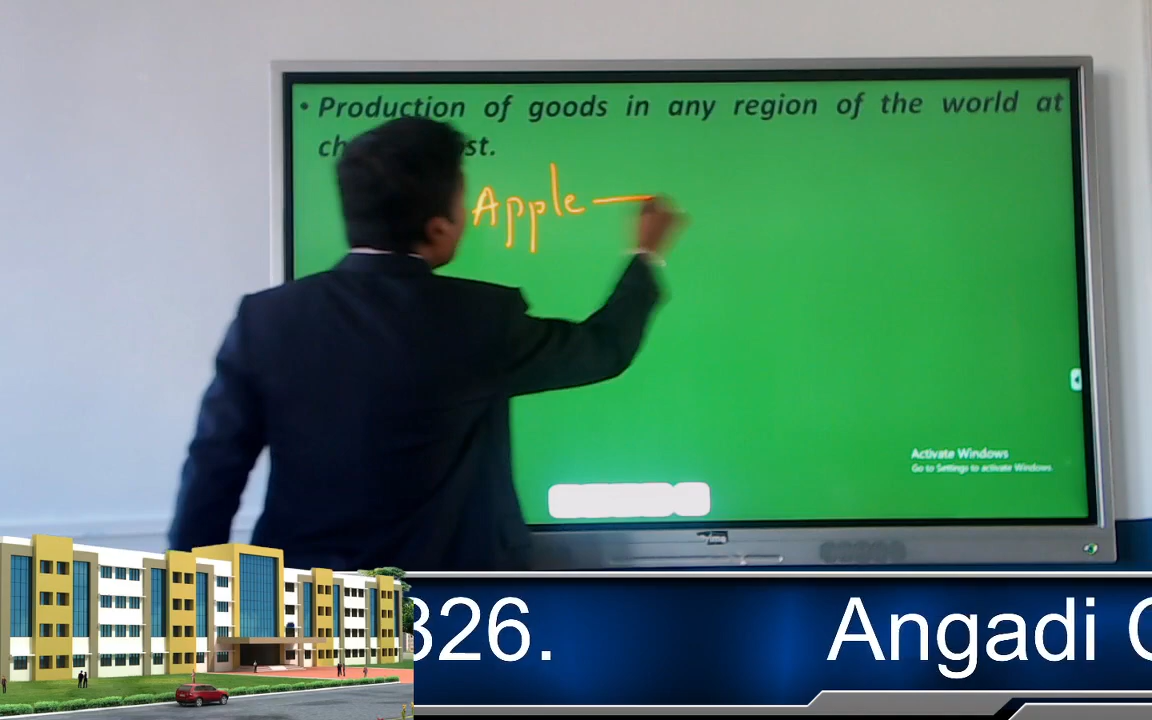 • Production of goods in any region of the world at
ch st.
Apple —
Activate Windows
Go to Settings to activate Windows
326. Angadi